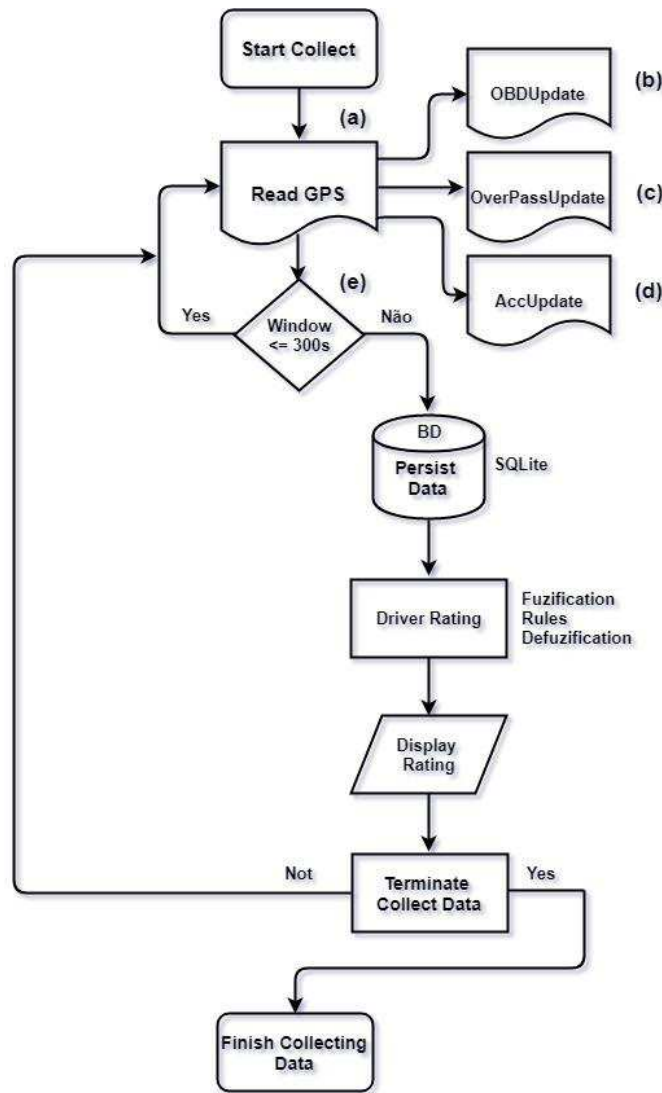 Start Collect
(a)
(b)
OBDUpdate
Read GPS
OverPassUpdate
(c)
(e)
AccUpdate
(d)
Yes
Window
<= 300s
Não
BD
Persist
Data
SQLite
Driver Rating
Fuzification
Rules
Defuzification
Display
Rating
Not
Terminate
Collect Data
Yes
Finish Collecting
Data